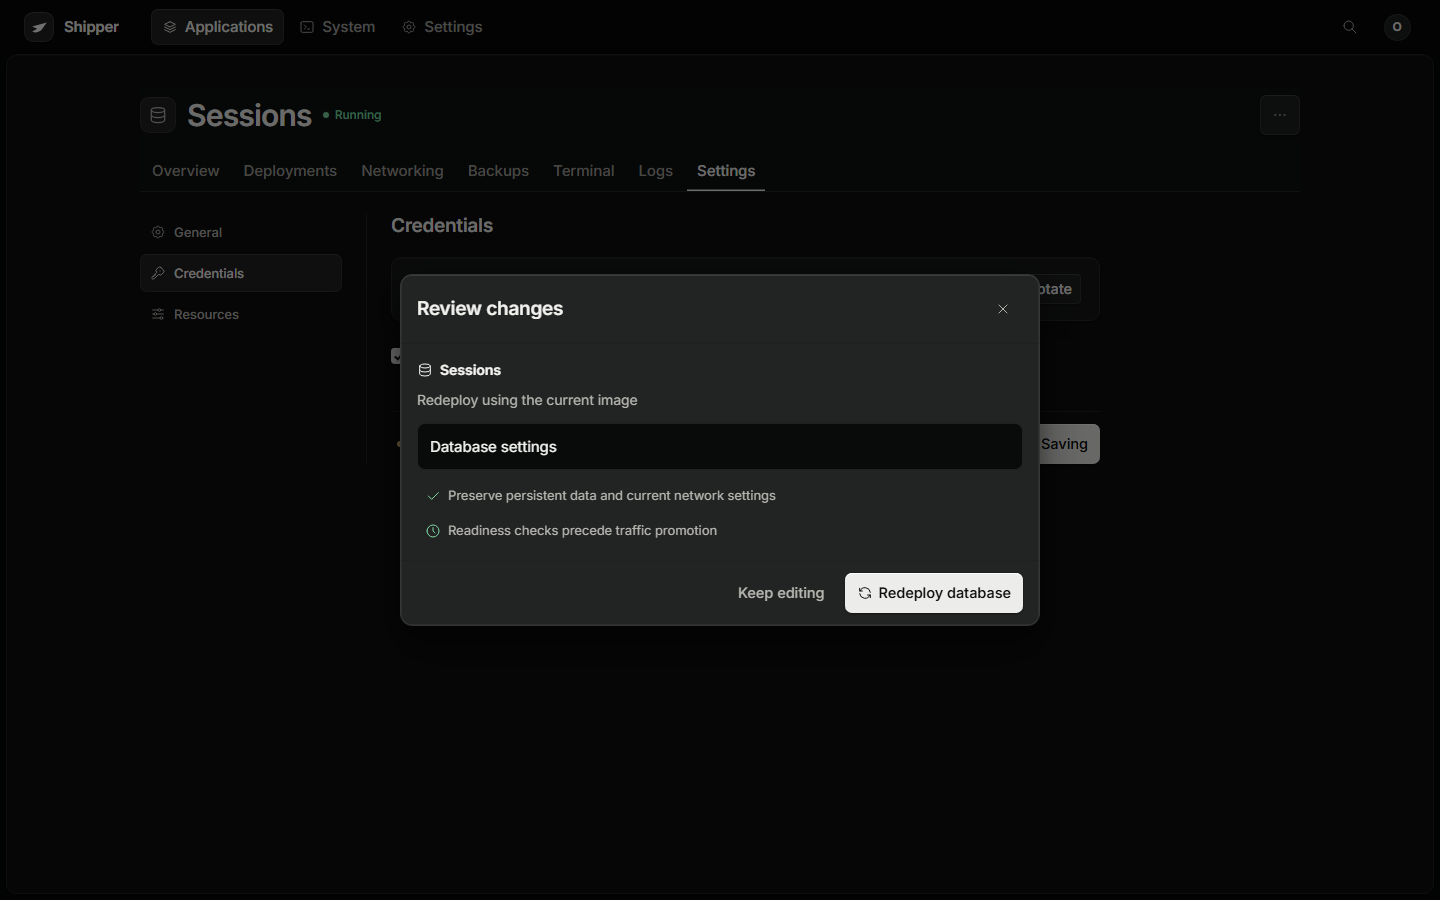 Shipper
Applications
System
Settings
O
Sessions
Running
Overview
Deployments
Networking
Backups
Terminal
Logs
Settings
General
Credentials
Resources
Credentials
otate
Saving
Review changes
Sessions
Redeploy using the current image
Database settings
Preserve persistent data and current network settings
Readiness checks precede traffic promotion
Keep editing
Redeploy database